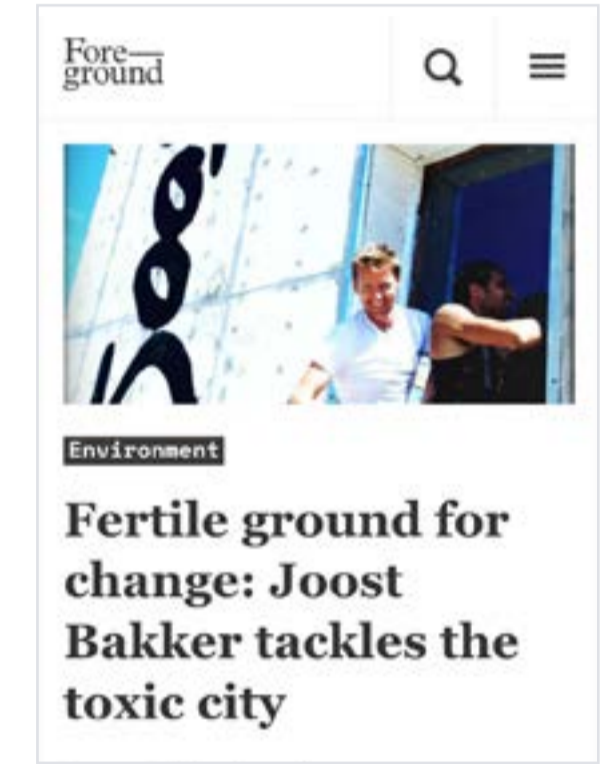 Fore—
ground
Environment
Fertile ground for
change: Joost
Bakker tackles the
toxic city